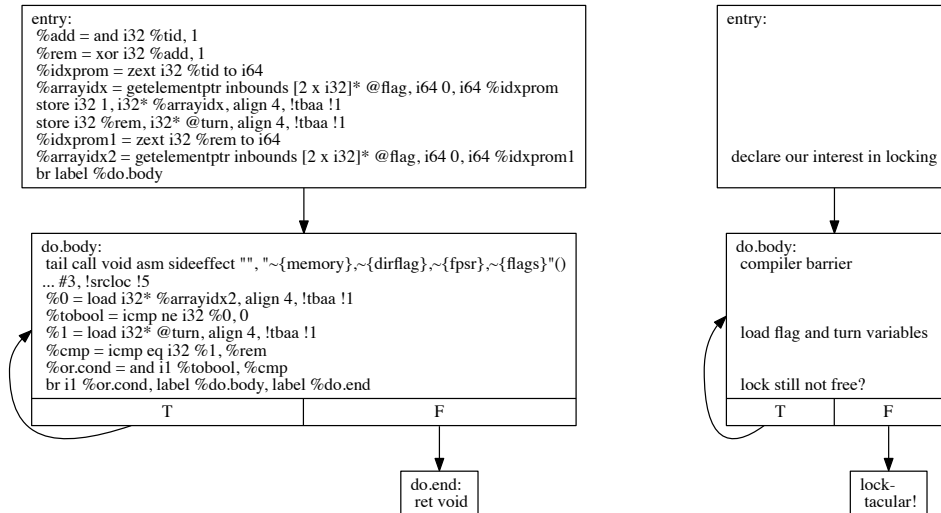 entry:
%add = and i32 %tid, 1
%rem = xor i32 %add, 1
%idxprom = zext i32 %tid to i64
%arrayidx = getelementptr inbounds [2 x i32]* @flag, i64 0, i64 %idxprom
store i32 1, i32* %arrayidx, align 4, !tbaa !1
store i32 %rem, i32* @turn, align 4, !tbaa !1
%idxprom1 = zext i32 %rem to i64
%arrayidx2 = getelementptr inbounds [2 x i32]* @flag, i64 0, i64 %idxprom1
br label %do.body
do.body:
tail call void asm sideeffect "", "~{memory},~{dirflag},~{fpsr},~{flags}"()
... #3, !srcloc !5
%0 = load i32* %arrayidx2, align 4, !tbaa !1
%tobool = icmp ne i32 %0, 0
%1 = load i32* @turn, align 4, !tbaa !1
%cmp = icmp eq i32 %1, %rem
%or.cond = and i1 %tobool, %cmp
br i1 %or.cond, label %do.body, label %do.end
T
F
do.end:
ret void
entry:
declare our interest in locking
do.body:
compiler barrier
load flag and turn variables
lock still not free?
T
F
lock-
tacular!